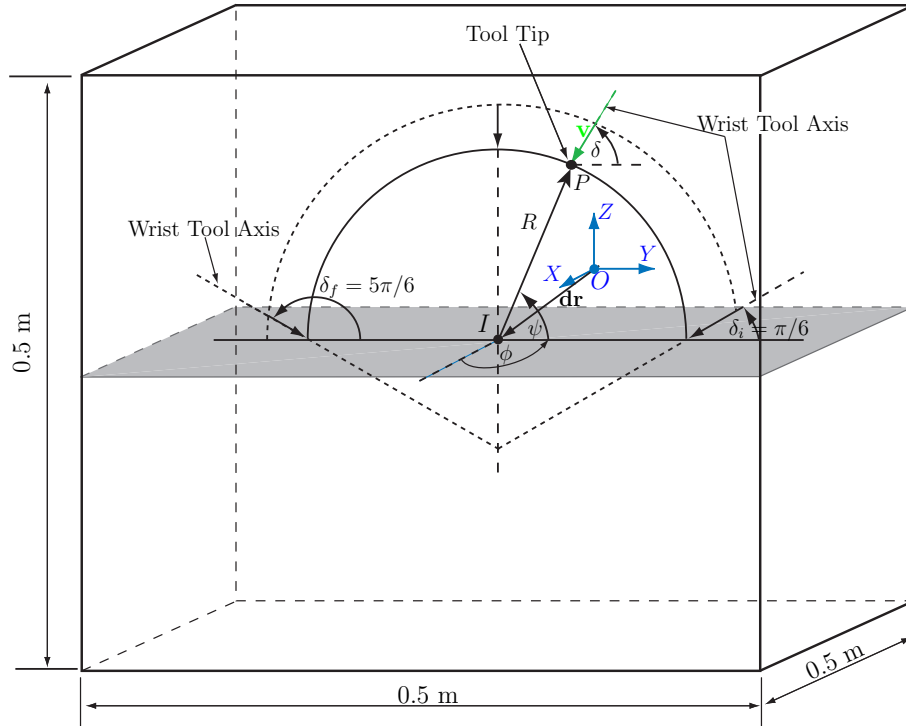 Tool Tip
Wrist Tool Axis
v
δ
P
Wrist Tool Axis
R
Z
δ_f = 5π/6
X
Y
O
dr
0.5 m
I
ψ
δ_i = π/6
ϕ
0.5 m
0.5 m